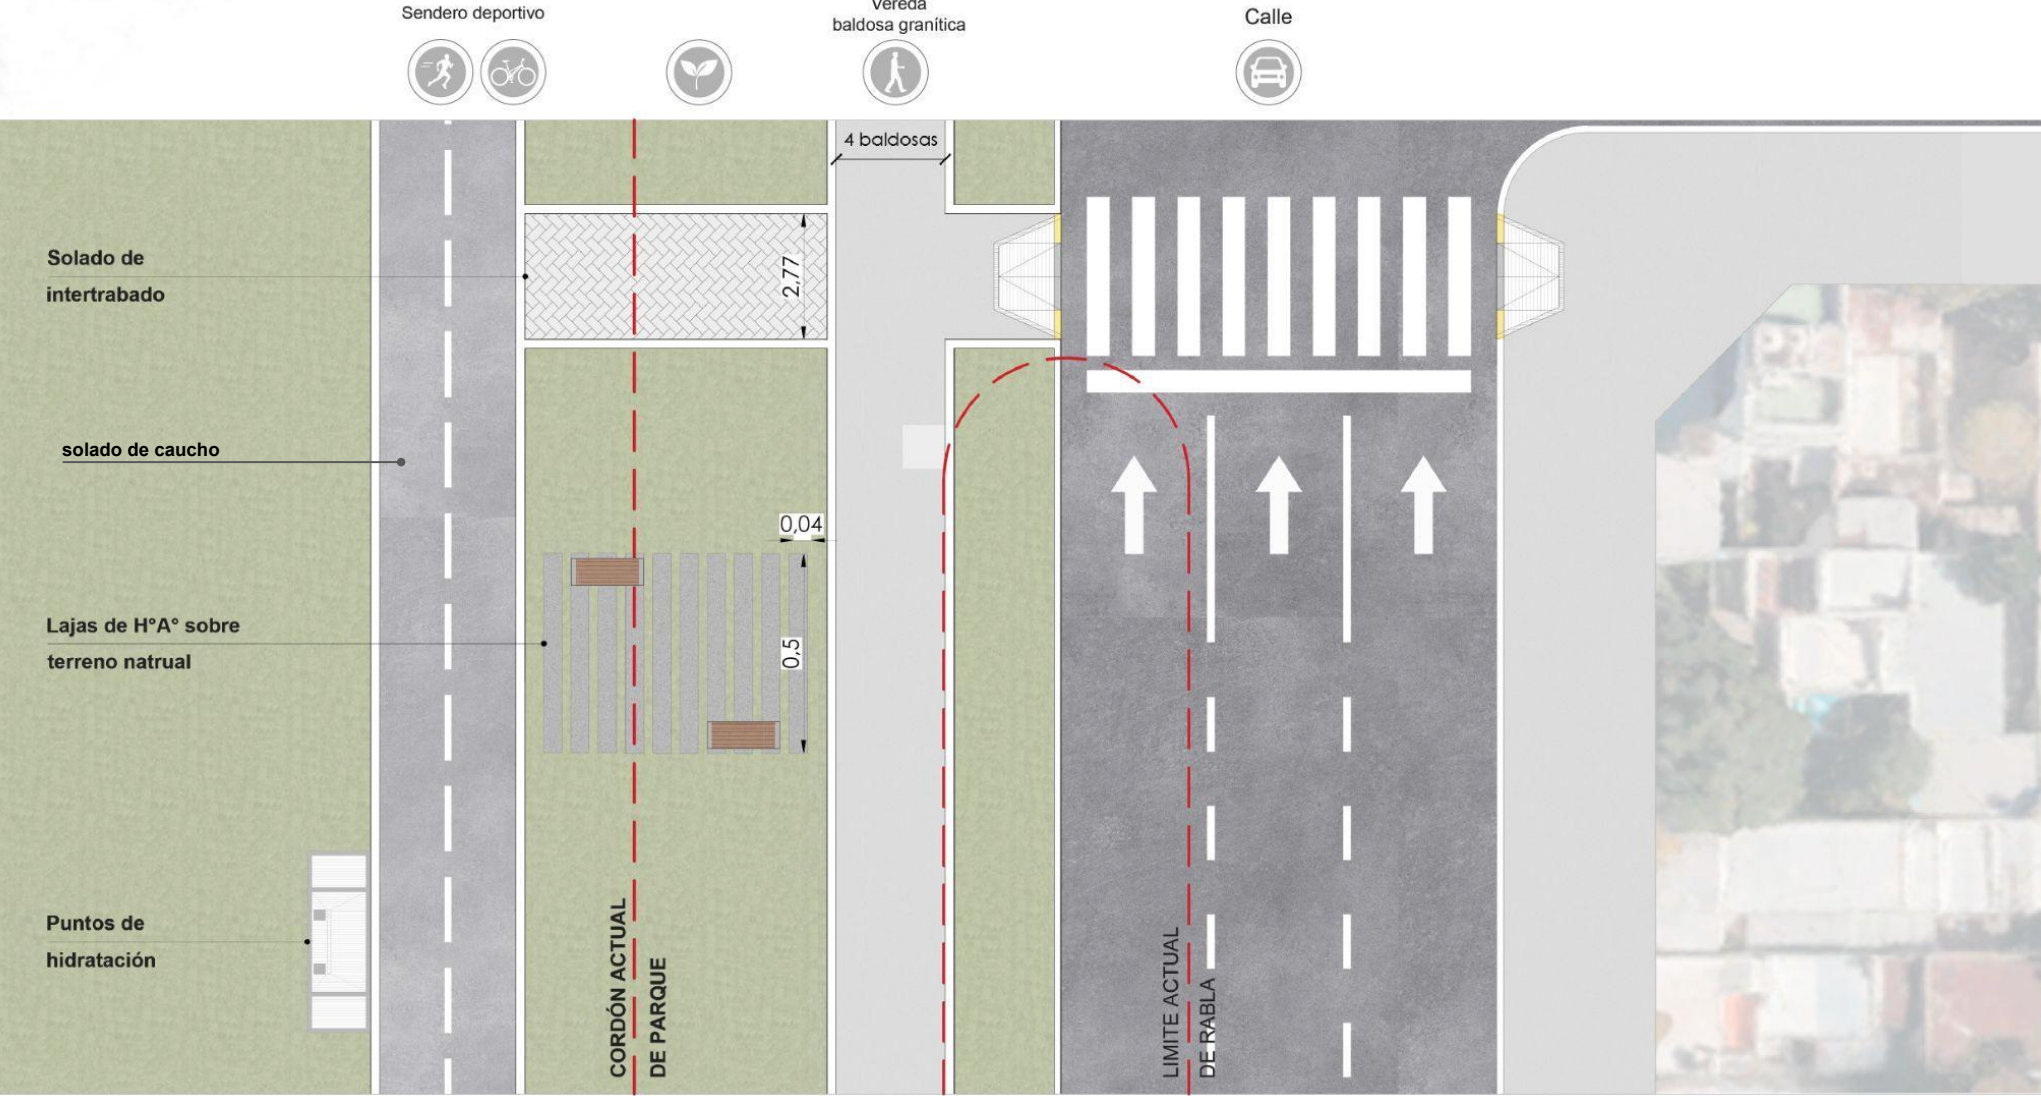 Sendero deportivo
Vereda
baldosa granítica
Calle
4 baldosas
Solado de
intertrabado
2,77
solado de caucho
0,04
Lajas de HºAº sobre
terreno natrual
0,5
Puntos de
hidratación
CORDÓN ACTUAL
DE PARQUE
LIMITE ACTUAL
DE RABLA